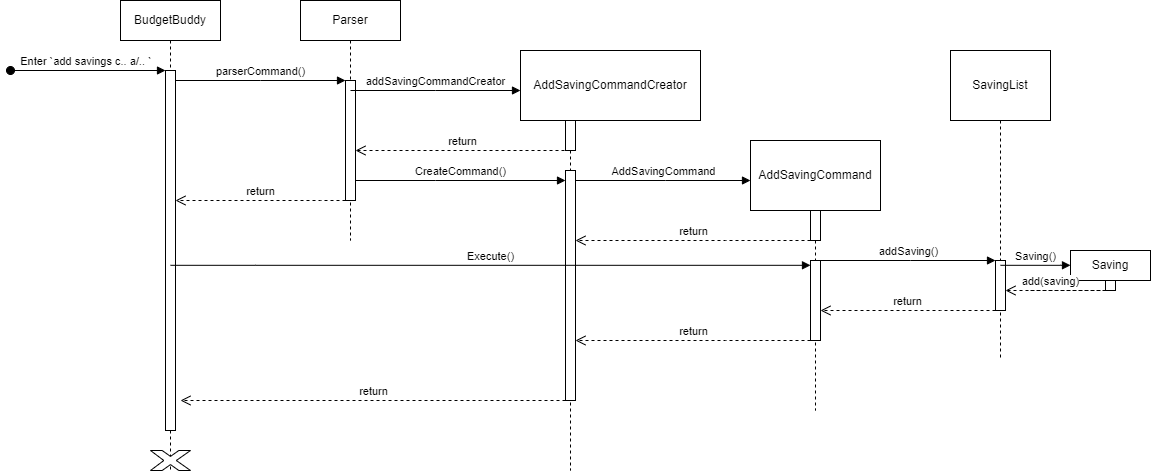 BudgetBuddy
Parser
AddSavingCommandCreator
SavingList
Enter `add savings c.. a/.. `
parserCommand()
addSavingCommandCreator
return
CreateCommand()
AddSavingCommand
AddSavingCommand
return
return
Execute()
addSaving()
Saving()
Saving
add(saving)
return
return
return